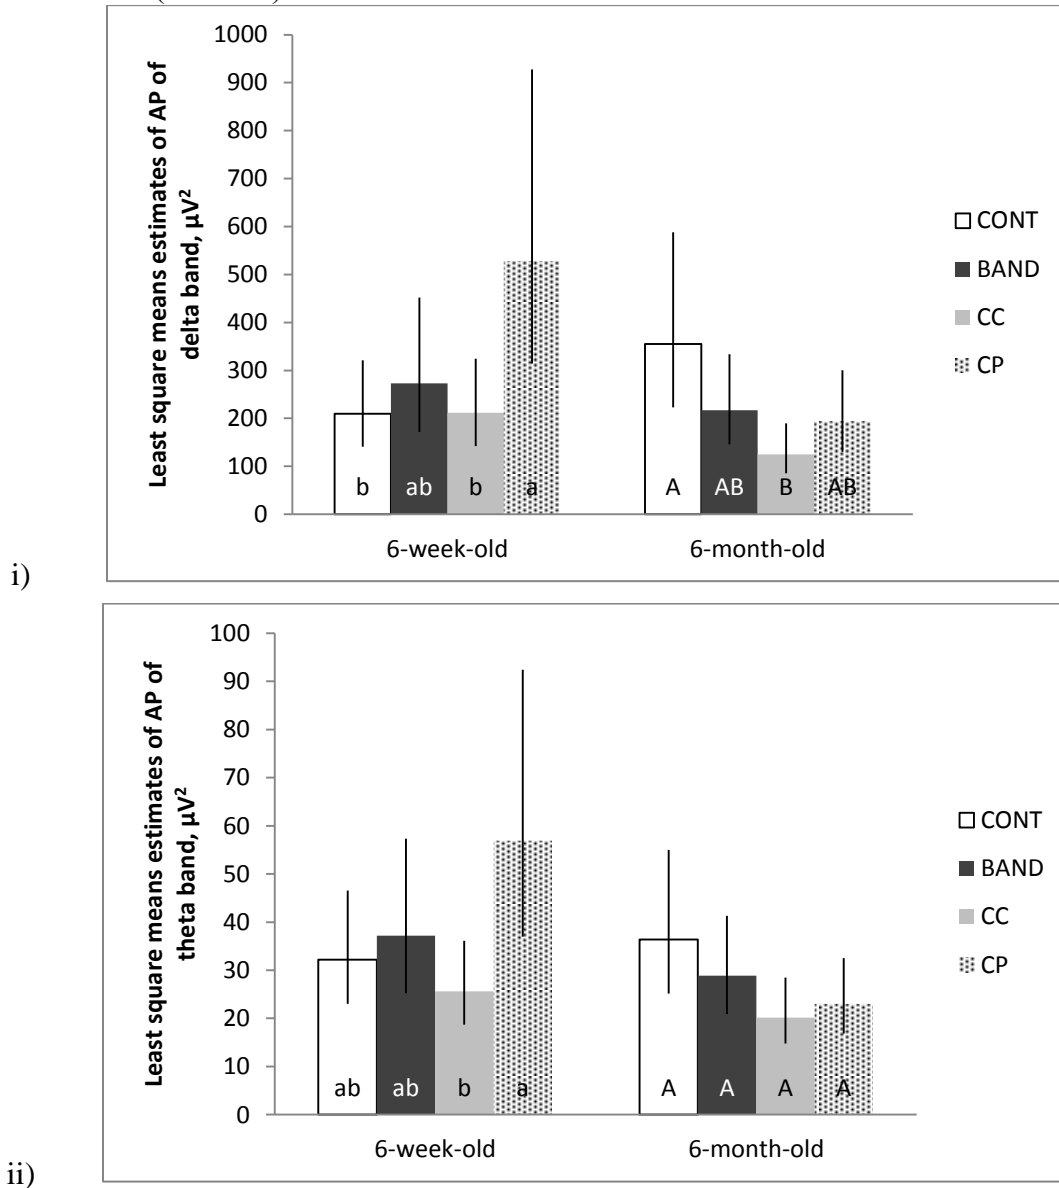 1000
900
800
700
600
500
400
300
200
100
0
Least square means estimates of AP of
delta band, µV²
b ab b a A AB B AB
6-week-old 6-month-old
CONT
BAND
CC
CP
i)
100
90
80
70
60
50
40
30
20
10
0
Least square means estimates of AP of
theta band, µV²
ab ab b a A A A A
6-week-old 6-month-old
CONT
BAND
CC
CP
ii)